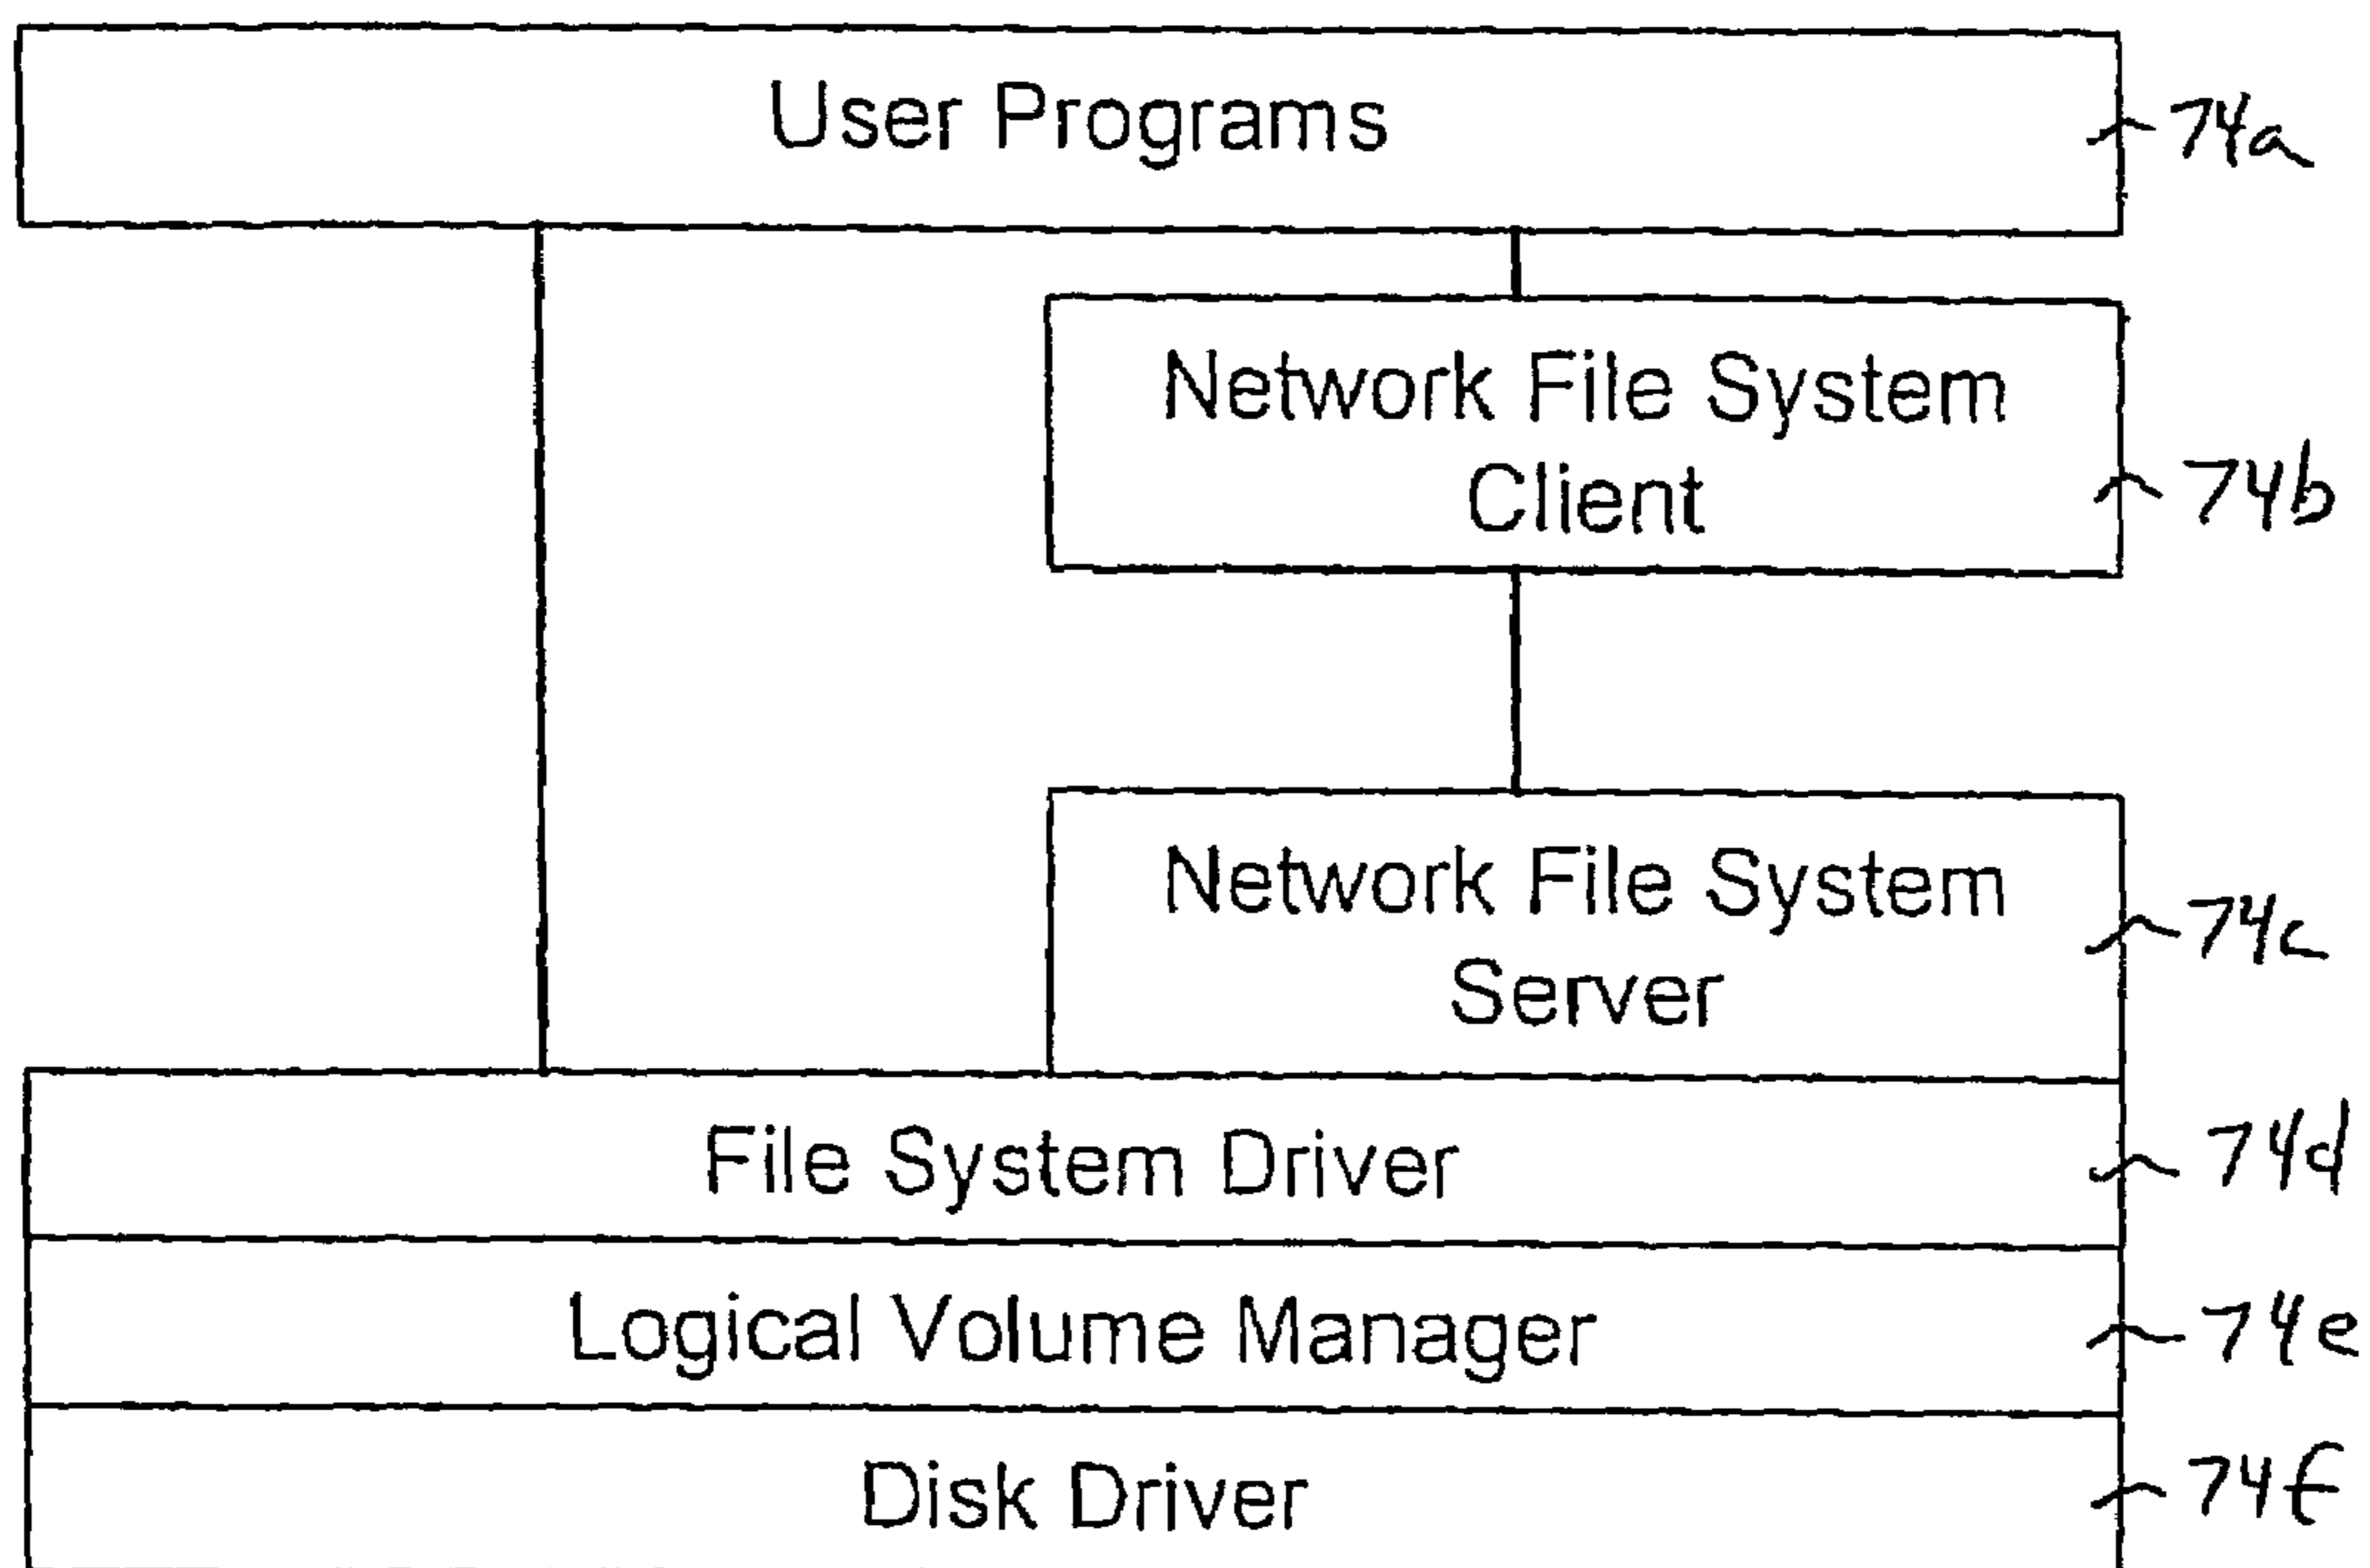 User Programs
74a
Network File System
Client
74b
Network File System
Server
74c
File System Driver
74d
Logical Volume Manager
74e
Disk Driver
74f